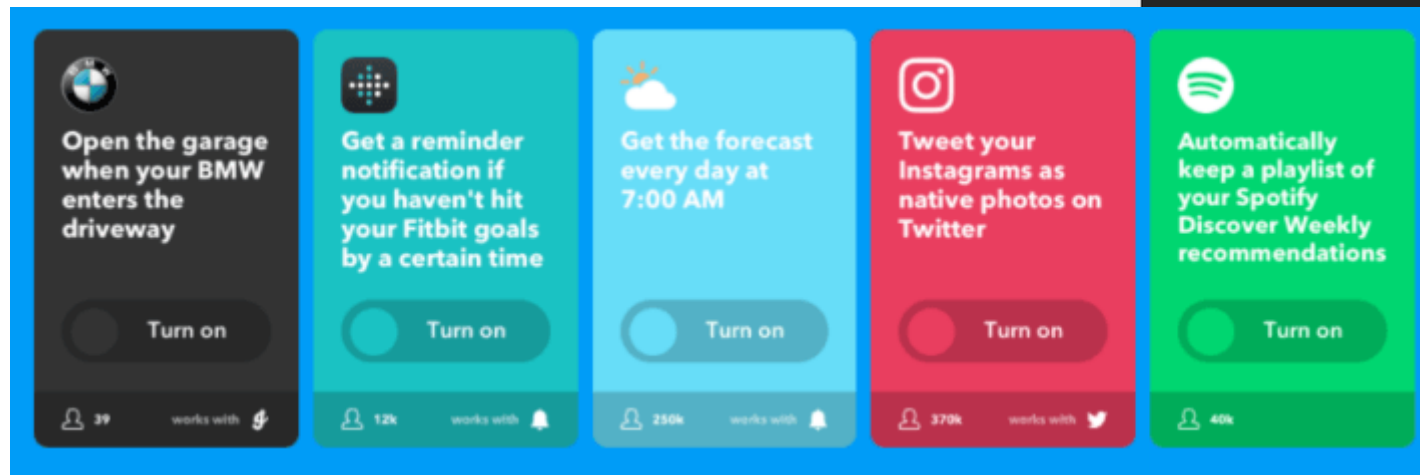 Open the garage
when your BMW
enters the
driveway
Turn on
39
works with
Get a reminder
notification if
you haven't hit
your Fitbit goals
by a certain time
Turn on
12k
works with
Get the forecast
every day at
7:00 AM
Turn on
250k
works with
Tweet your
Instagrams as
native photos on
Twitter
Turn on
370k
works with
Automatically
keep a playlist of
your Spotify
Discover Weekly
recommendations
Turn on
40k